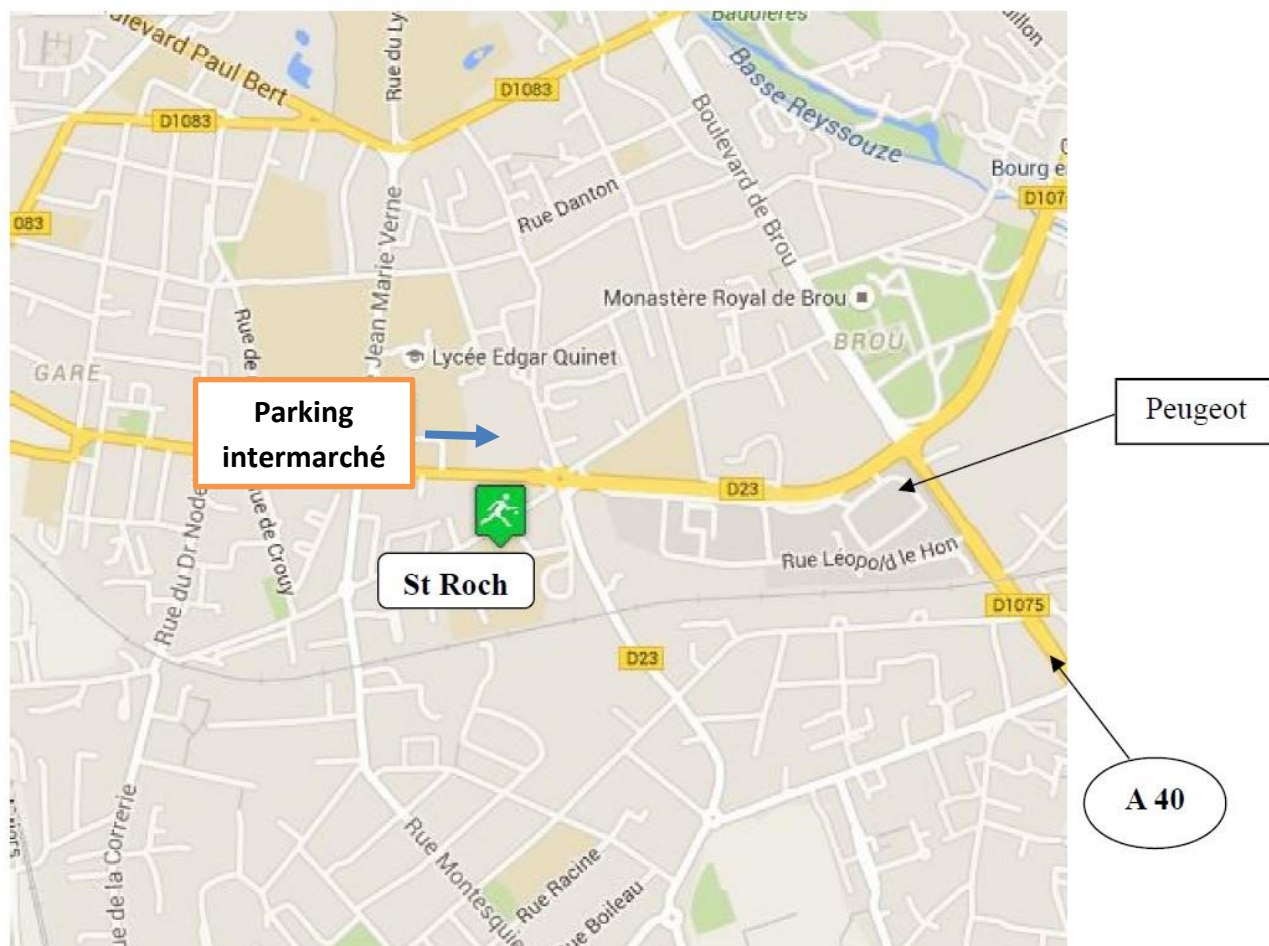 Baudières
Boulevard Paul Bert
Rue du Ly
D1083
D1083
Basse Reyssouze
Boulevard de Brou
Bourg e
D107
083
Rue Danton
Jean Marie Verne
Monastère Royal de Brou
BROU
Rue de
Lycée Edgar Quinet
GARE
Parking
intermarché
Peugeot
D23
Rue du Dr Node
ue de Crouy
St Roch
Rue Léopold le Hon
D1075
D23
A 40
ue de la Correrie
Rue Montesquie
Rue Racine
ue Boileau